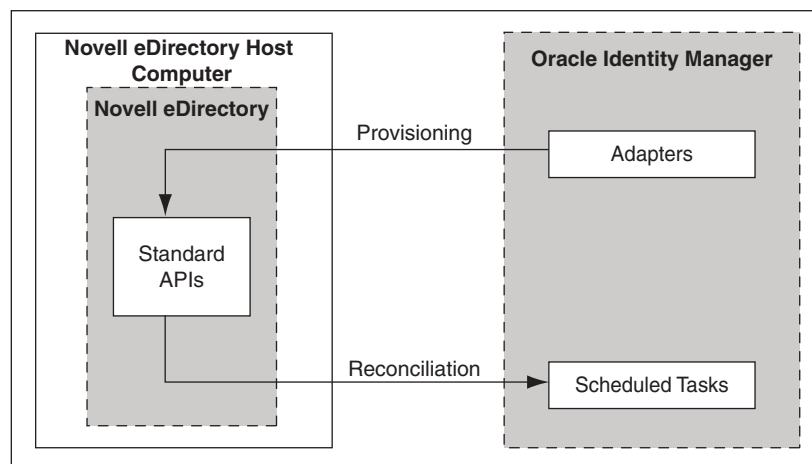 Novell eDirectory Host
Computer
Novell eDirectory
Standard
APIs
Provisioning
Reconciliation
Oracle Identity Manager
Adapters
Scheduled Tasks